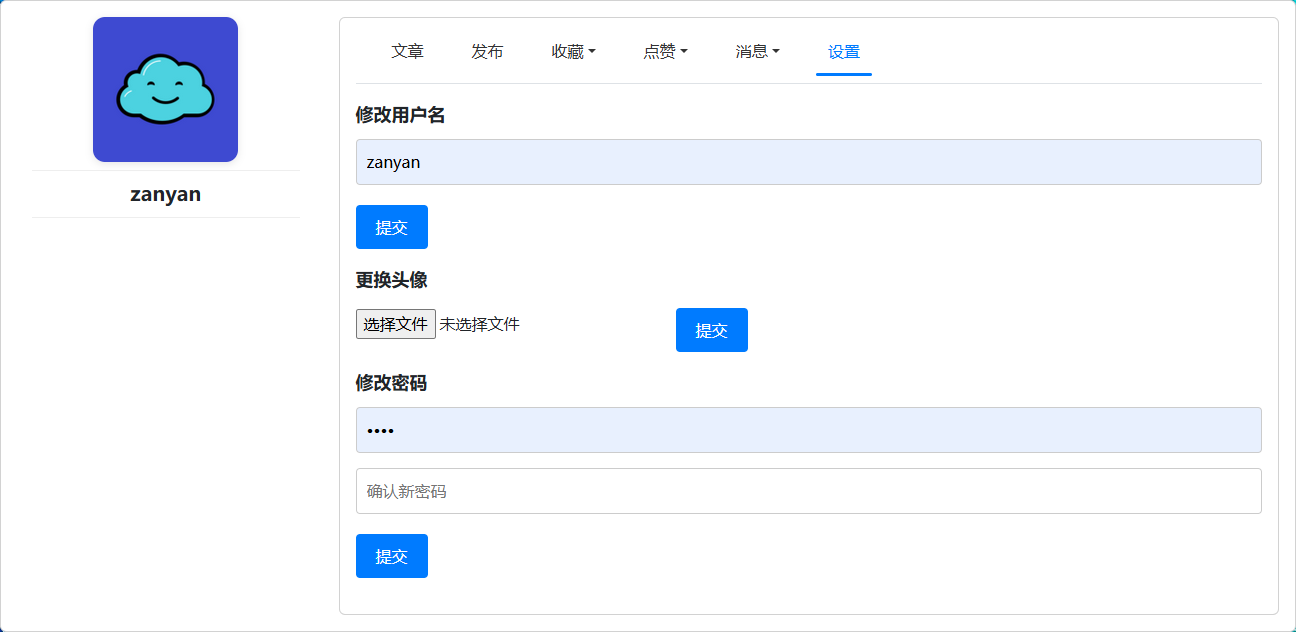 文章 发布 收藏 点赞 消息 设置
zanyan
修改用户名
zanyan
提交
更换头像
选择文件 未选择文件 提交
修改密码
••••
确认新密码
提交